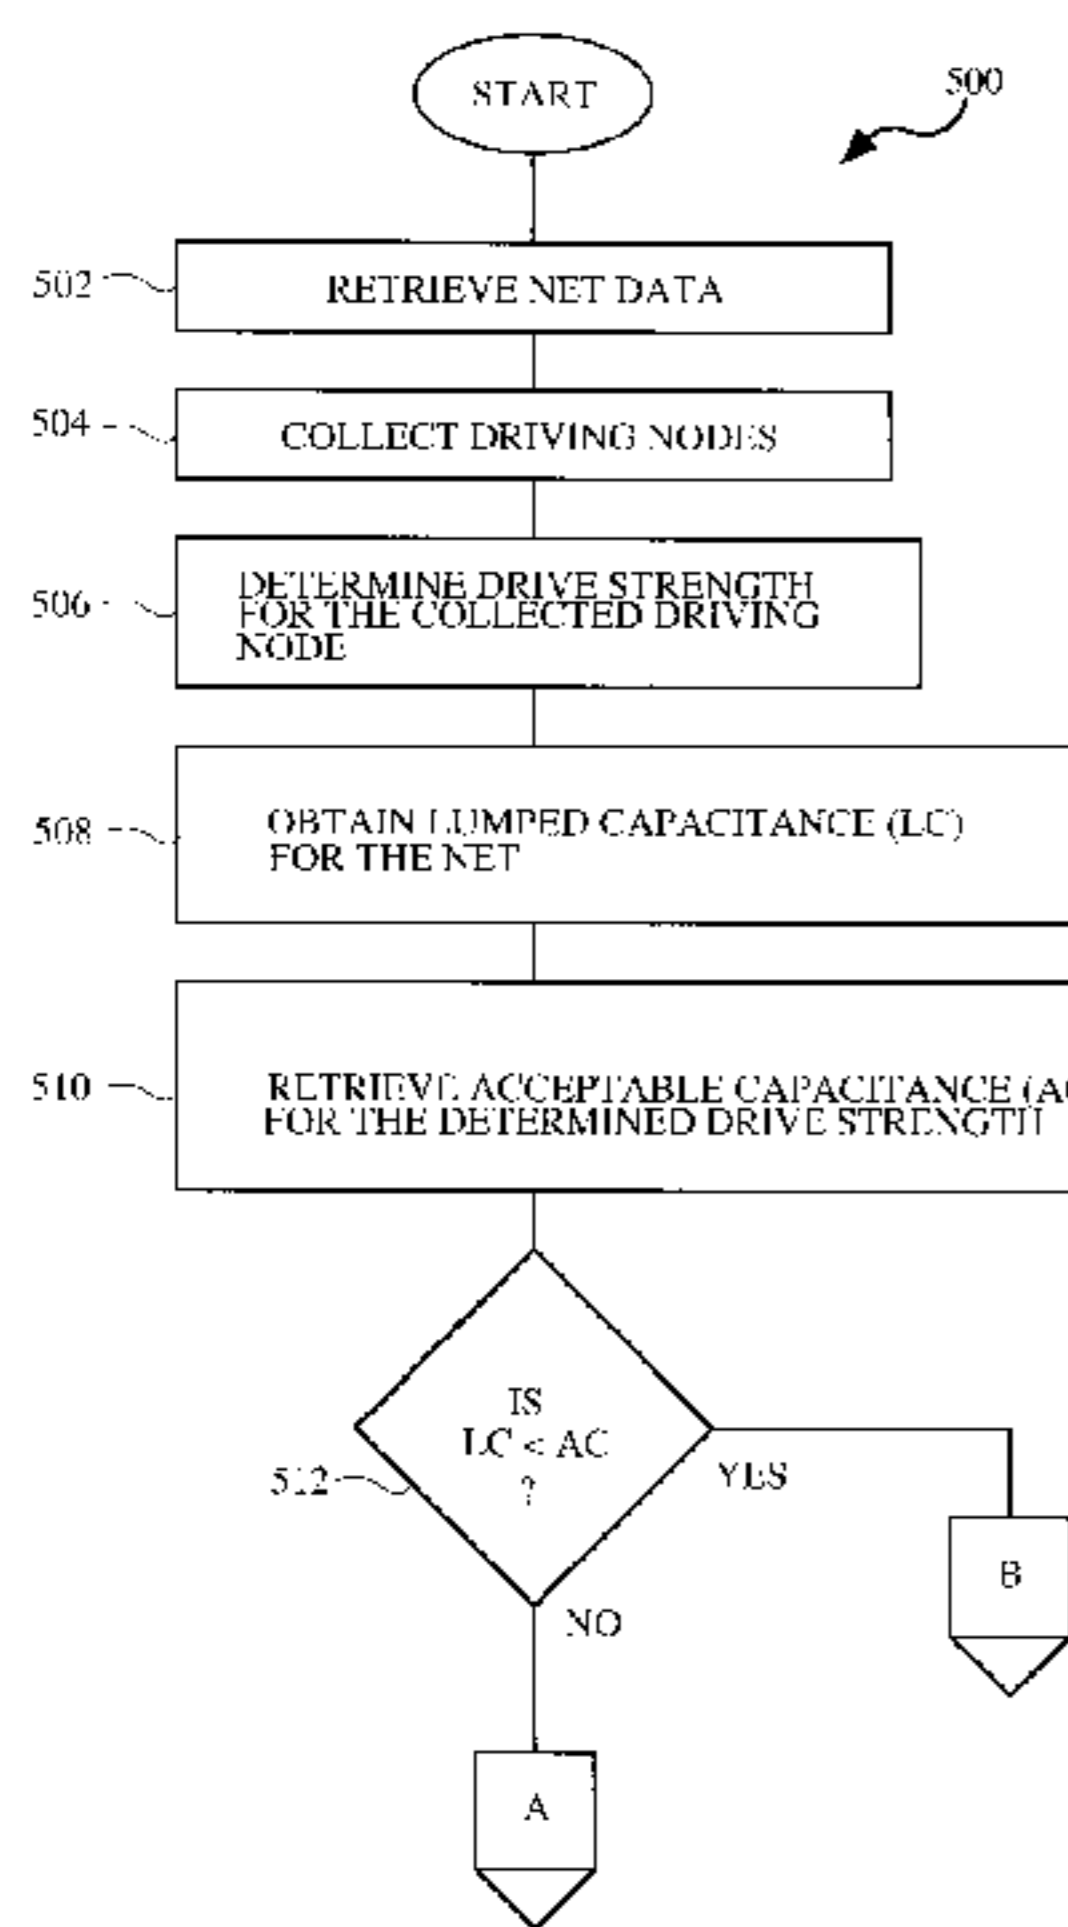 START
500
502
RETRIEVE NET DATA
504
COLLECT DRIVING NODES
506
DETERMINE DRIVE STRENGTH
FOR THE COLLECTED DRIVING
NODE
508
OBTAIN LUMPED CAPACITANCE (LC)
FOR THE NET
510
RETRIEVE ACCEPTABLE CAPACITANCE (AC
FOR THE DETERMINED DRIVE STRENGTH
IS
LC < AC
?
512
YES
B
NO
A